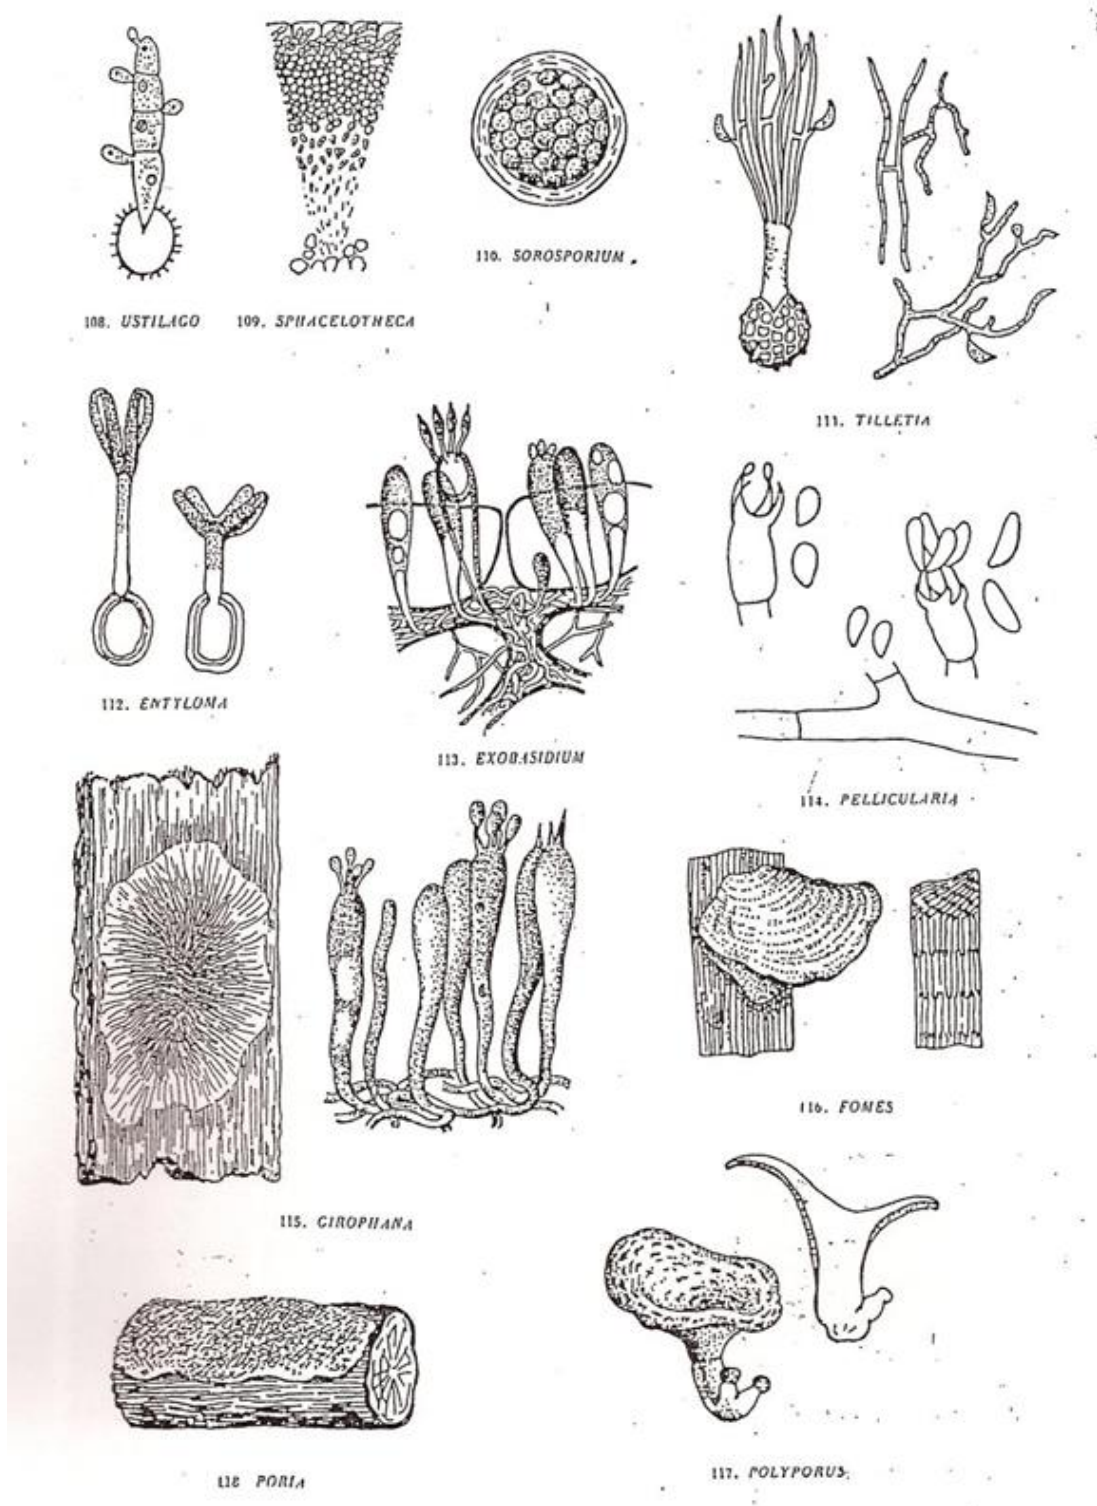 108. USTILAGO
109. SPHACELOTHECA
110. SOROSPORIUM
111. TILLETIA
112. ENTYLOMA
113. EXOBASIDIUM
114. PELLICULARIA
115. GIROPHANA
116. FOMES
117. POLYPORUS
118 PORIA